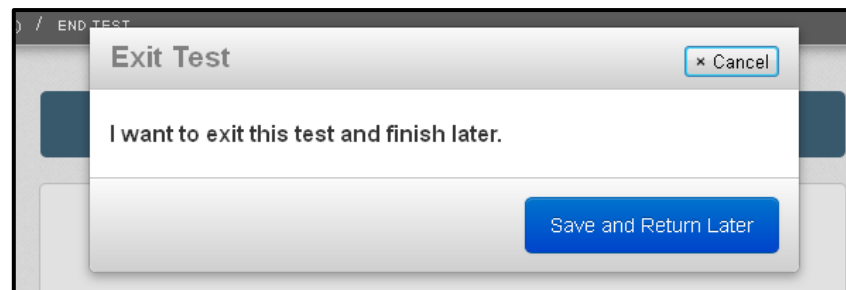 ) / END TEST
Exit Test
× Cancel
I want to exit this test and finish later.
Save and Return Later